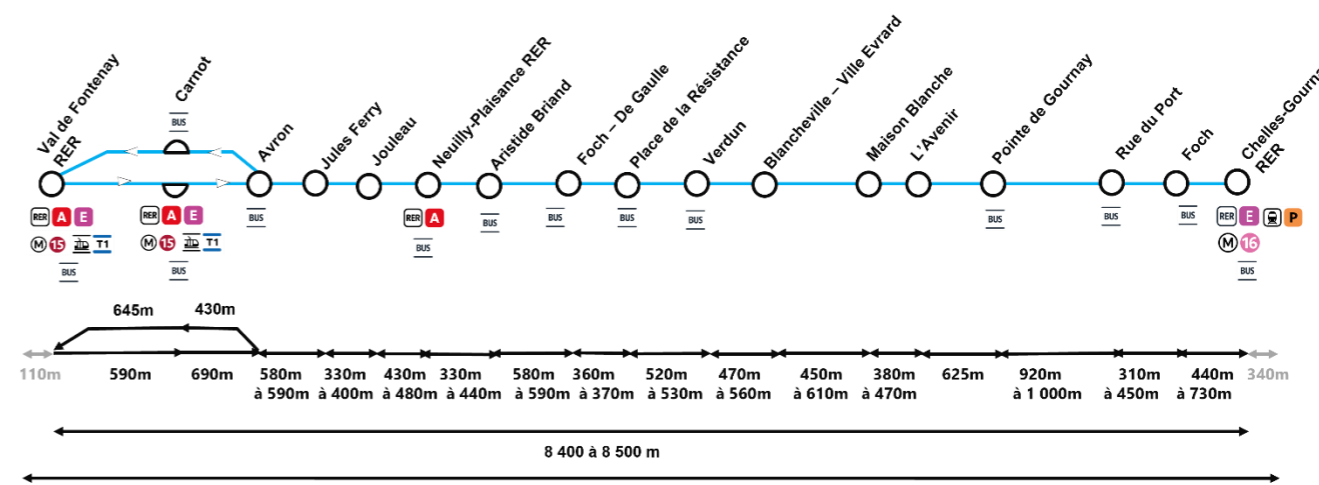 Val de Fontenay
RER
Carnot
Avron
Jules Ferry
Jouleau
Neuilly-Plaisance RER
Aristide Briand
Foch – De Gaulle
Place de la Résistance
Verdun
Blancheville – Ville Evrard
Maison Blanche
L'Avenir
Pointe de Gournay
Rue du Port
Foch
Chelles-Gourna
RER
BUS
RER A E
M 15 T1
BUS
RER A E
M 15 T1
BUS
BUS
RER A
BUS
BUS
BUS
BUS
BUS
BUS
BUS
BUS
RER E P
M 16
BUS
645m 430m
110m 590m 690m 580m 330m 430m 330m 580m 360m 520m 470m 450m 380m 625m 920m 310m 440m 340m
à 590m à 400m à 480m à 440m à 590m à 370m à 530m à 560m à 610m à 470m à 1 000m à 450m à 730m
8 400 à 8 500 m